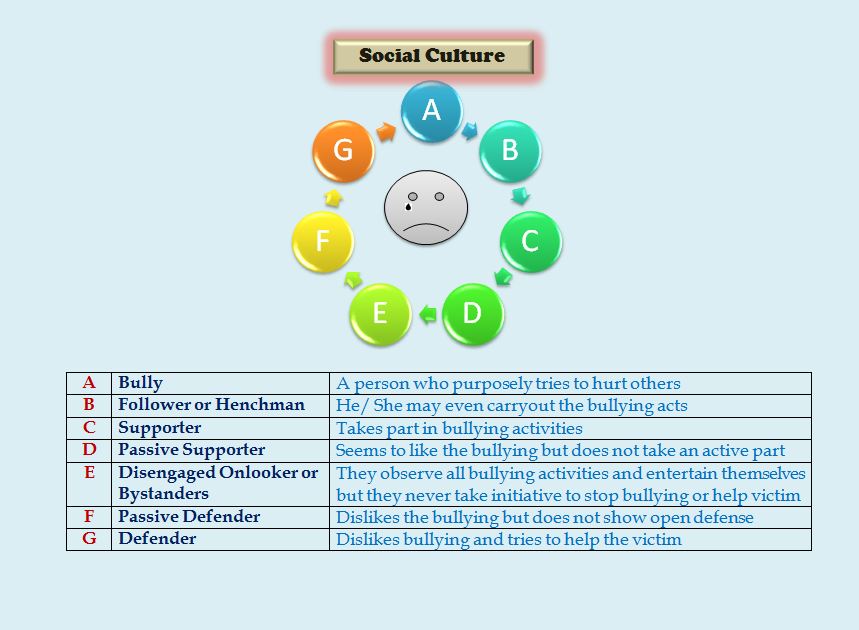 Social Culture
A
B
C
D
E
F
G
A Bully A person who purposely tries to hurt others
B Follower or Henchman He/ She may even carryout the bullying acts
C Supporter Takes part in bullying activities
D Passive Supporter Seems to like the bullying but does not take an active part
E Disengaged Onlooker or They observe all bullying activities and entertain themselves
Bystanders but they never take initiative to stop bullying or help victim
F Passive Defender Dislikes the bullying but does not show open defense
G Defender Dislikes bullying and tries to help the victim